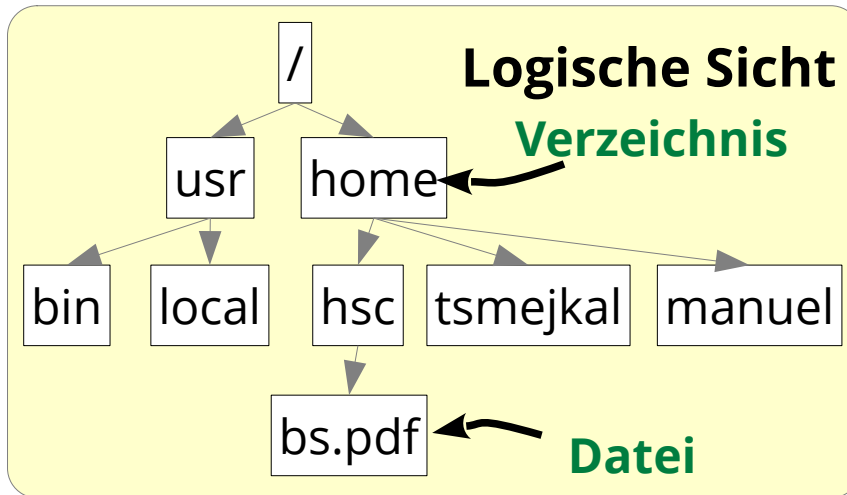 /
Logische Sicht
Verzeichnis
usr
home
bin
local
hsc
tsmejkal
manuel
bs.pdf
Datei